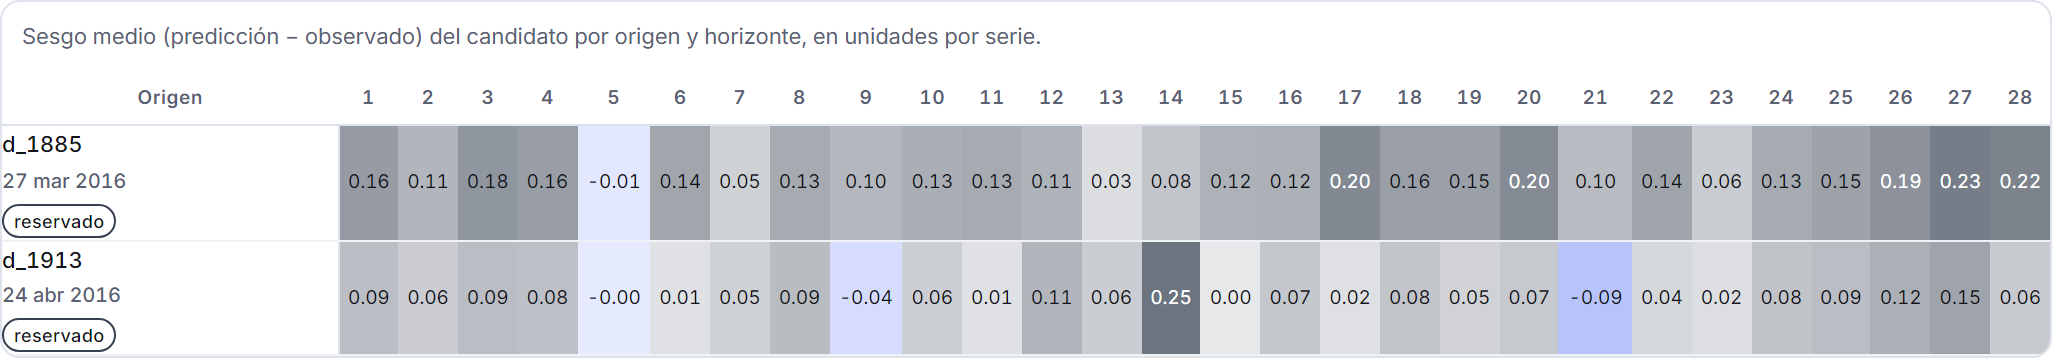 Sesgo medio (predicción − observado) del candidato por origen y horizonte, en unidades por serie.
Origen 1 2 3 4 5 6 7 8 9 10 11 12 13 14 15 16 17 18 19 20 21 22 23 24 25 26 27 28
d_1885
27 mar 2016 0.16 0.11 0.18 0.16 -0.01 0.14 0.05 0.13 0.10 0.13 0.13 0.11 0.03 0.08 0.12 0.12 0.20 0.16 0.15 0.20 0.10 0.14 0.06 0.13 0.15 0.19 0.23 0.22
reservado
d_1913
24 abr 2016 0.09 0.06 0.09 0.08 -0.00 0.01 0.05 0.09 -0.04 0.06 0.01 0.11 0.06 0.25 0.00 0.07 0.02 0.08 0.05 0.07 -0.09 0.04 0.02 0.08 0.09 0.12 0.15 0.06
reservado